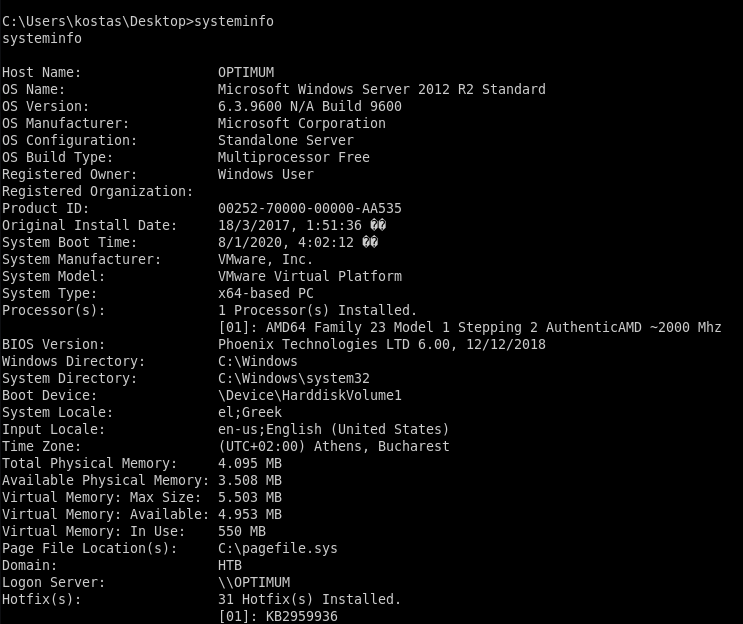 C:\Users\kostas\Desktop>systeminfo
systeminfo
Host Name: OPTIMUM
OS Name: Microsoft Windows Server 2012 R2 Standard
OS Version: 6.3.9600 N/A Build 9600
OS Manufacturer: Microsoft Corporation
OS Configuration: Standalone Server
OS Build Type: Multiprocessor Free
Registered Owner: Windows User
Registered Organization:
Product ID: 00252-70000-00000-AA535
Original Install Date: 18/3/2017, 1:51:36 ��
System Boot Time: 8/1/2020, 4:02:12 ��
System Manufacturer: VMware, Inc.
System Model: VMware Virtual Platform
System Type: x64-based PC
Processor(s): 1 Processor(s) Installed.
[01]: AMD64 Family 23 Model 1 Stepping 2 AuthenticAMD ~2000 Mhz
BIOS Version: Phoenix Technologies LTD 6.00, 12/12/2018
Windows Directory: C:\Windows
System Directory: C:\Windows\system32
Boot Device: \Device\HarddiskVolume1
System Locale: el;Greek
Input Locale: en-us;English (United States)
Time Zone: (UTC+02:00) Athens, Bucharest
Total Physical Memory: 4.095 MB
Available Physical Memory: 3.508 MB
Virtual Memory: Max Size: 5.503 MB
Virtual Memory: Available: 4.953 MB
Virtual Memory: In Use: 550 MB
Page File Location(s): C:\pagefile.sys
Domain: HTB
Logon Server: \\OPTIMUM
Hotfix(s): 31 Hotfix(s) Installed.
[01]: KB2959936